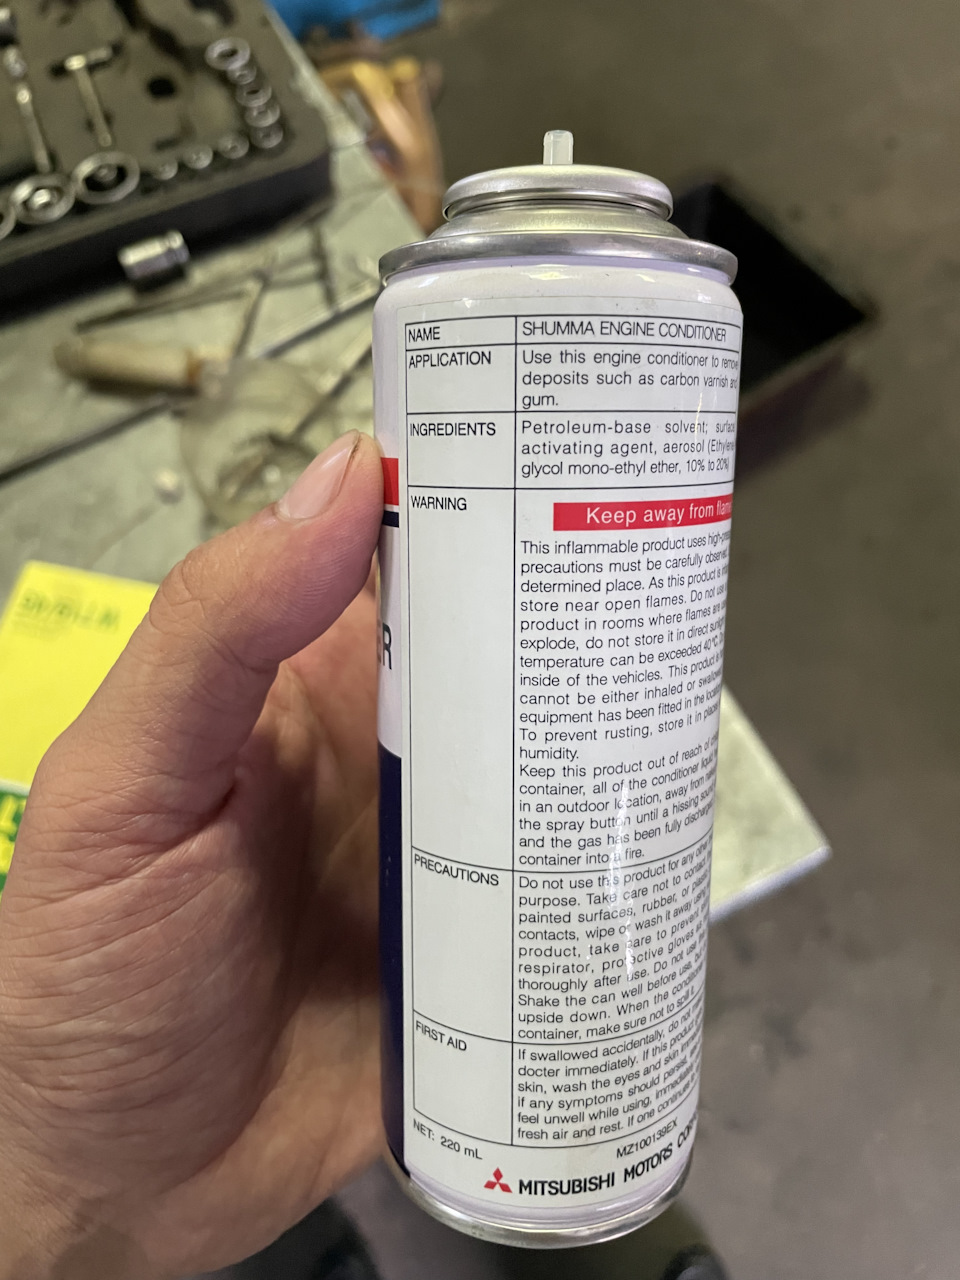 NAME
SHUMMA ENGINE CONDITIONER
APPLICATION
Use this engine conditioner to
deposits such as carbon varnish and
gum.
INGREDIENTS
Petroleum-base solvent;
activating agent, aerosol (Ethylene
glycol mono-ethyl ether, 10% to 20%)
WARNING
Keep away from
This inflammable product uses
precautions must be carefully observed.
determined place. As this product is
store near open flames. Do not use
product in rooms where flames are
explode, do not store it in direct
temperature can be exceeded 40°C.
inside of the vehicles. This product
cannot be either inhaled or
equipment has been fitted in the
To prevent rusting, store it in
humidity.
Keep this product out of reach of
container, all of the conditioner liquid
in an outdoor location, away from
the spray button until a hissing
and the gas has been fully
container into a fire.
PRECAUTIONS
Do not use this product for any other
purpose. Take care not to contact
painted surfaces, rubber, or
contacts, wipe or wash it away using
product, take care to prevent
respirator, protective gloves
thoroughly after use. Do not use
Shake the can well before use,
upside down. When the
container, make sure not to spill it.
FIRST AID
If swallowed accidentally, do not
docter immediately. If this product
skin, wash the eyes and skin
if any symptoms should persist,
feel unwell while using,
fresh air and rest. If one
NET: 220 mL
MZ100139EX
MITSUBISHI MOTORS
ER